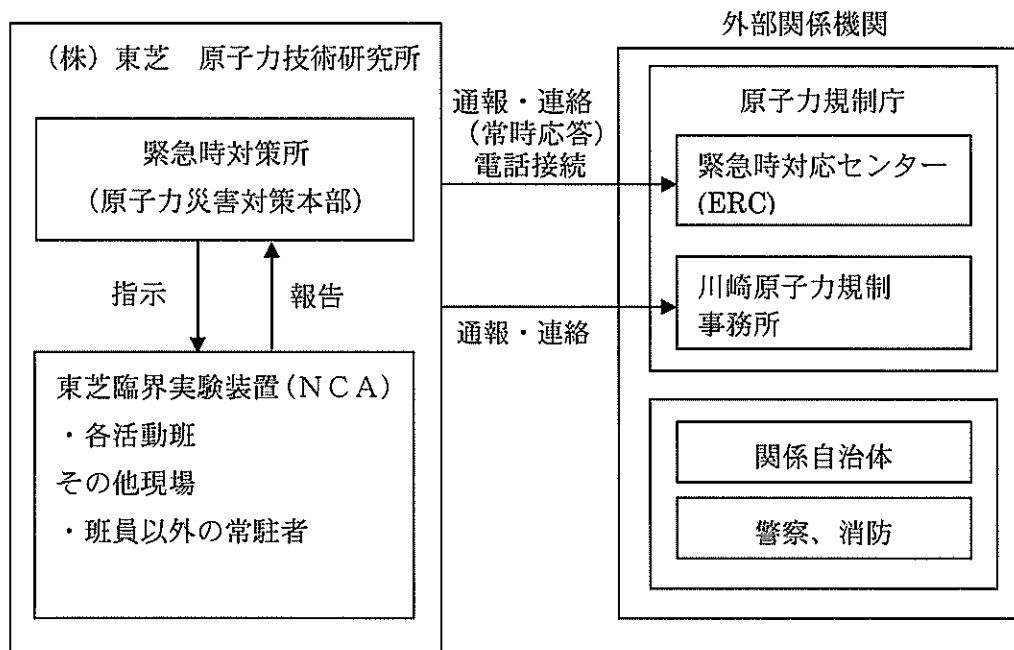 (株)東芝　原子力技術研究所
緊急時対策所
(原子力災害対策本部)
指示
報告
東芝臨界実験装置(ＮＣＡ)
・各活動班
その他現場
・班員以外の常駐者
通報・連絡
(常時応答)
電話接続
通報・連絡
外部関係機関
原子力規制庁
緊急時対応センター
(ERC)
川崎原子力規制
事務所
関係自治体
警察、消防